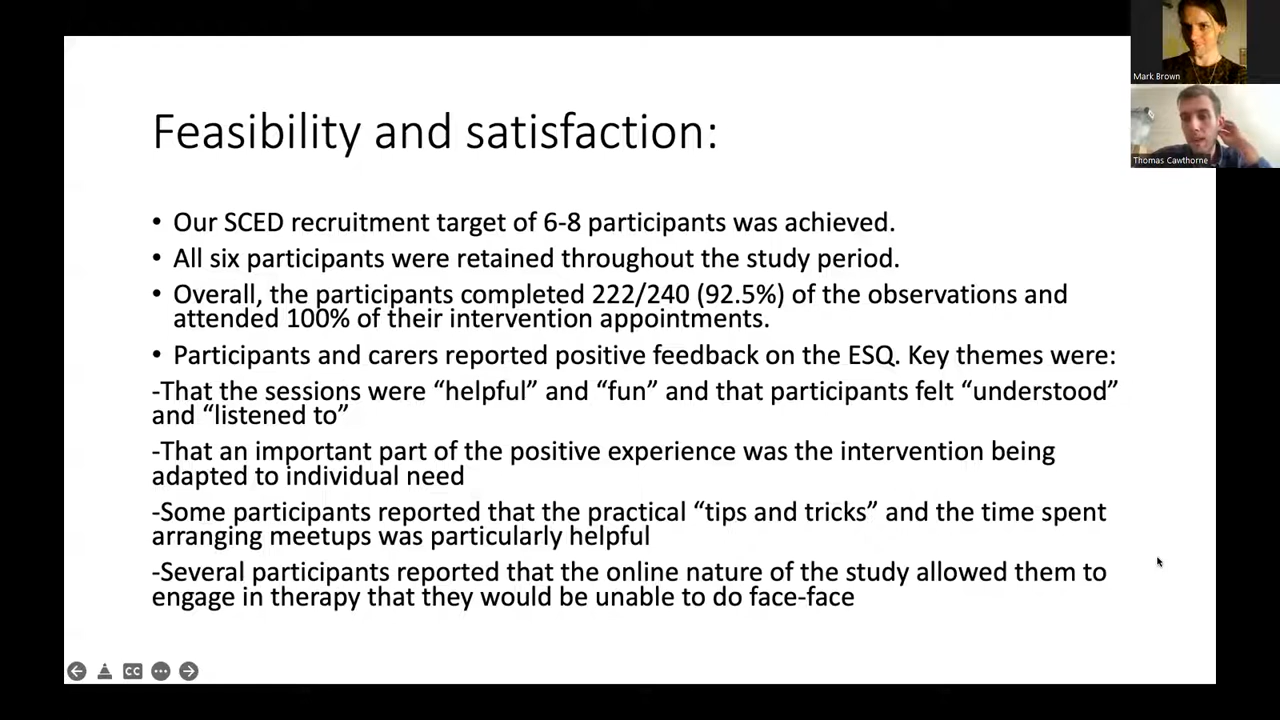 Mark Brown
Thomas Cawthorne
Feasibility and satisfaction:
• Our SCED recruitment target of 6-8 participants was achieved.
• All six participants were retained throughout the study period.
• Overall, the participants completed 222/240 (92.5%) of the observations and
attended 100% of their intervention appointments.
• Participants and carers reported positive feedback on the ESQ. Key themes were:
-That the sessions were “helpful” and “fun” and that participants felt “understood”
and “listened to”
-That an important part of the positive experience was the intervention being
adapted to individual need
-Some participants reported that the practical “tips and tricks” and the time spent
arranging meetups was particularly helpful
-Several participants reported that the online nature of the study allowed them to
engage in therapy that they would be unable to do face-face
CC